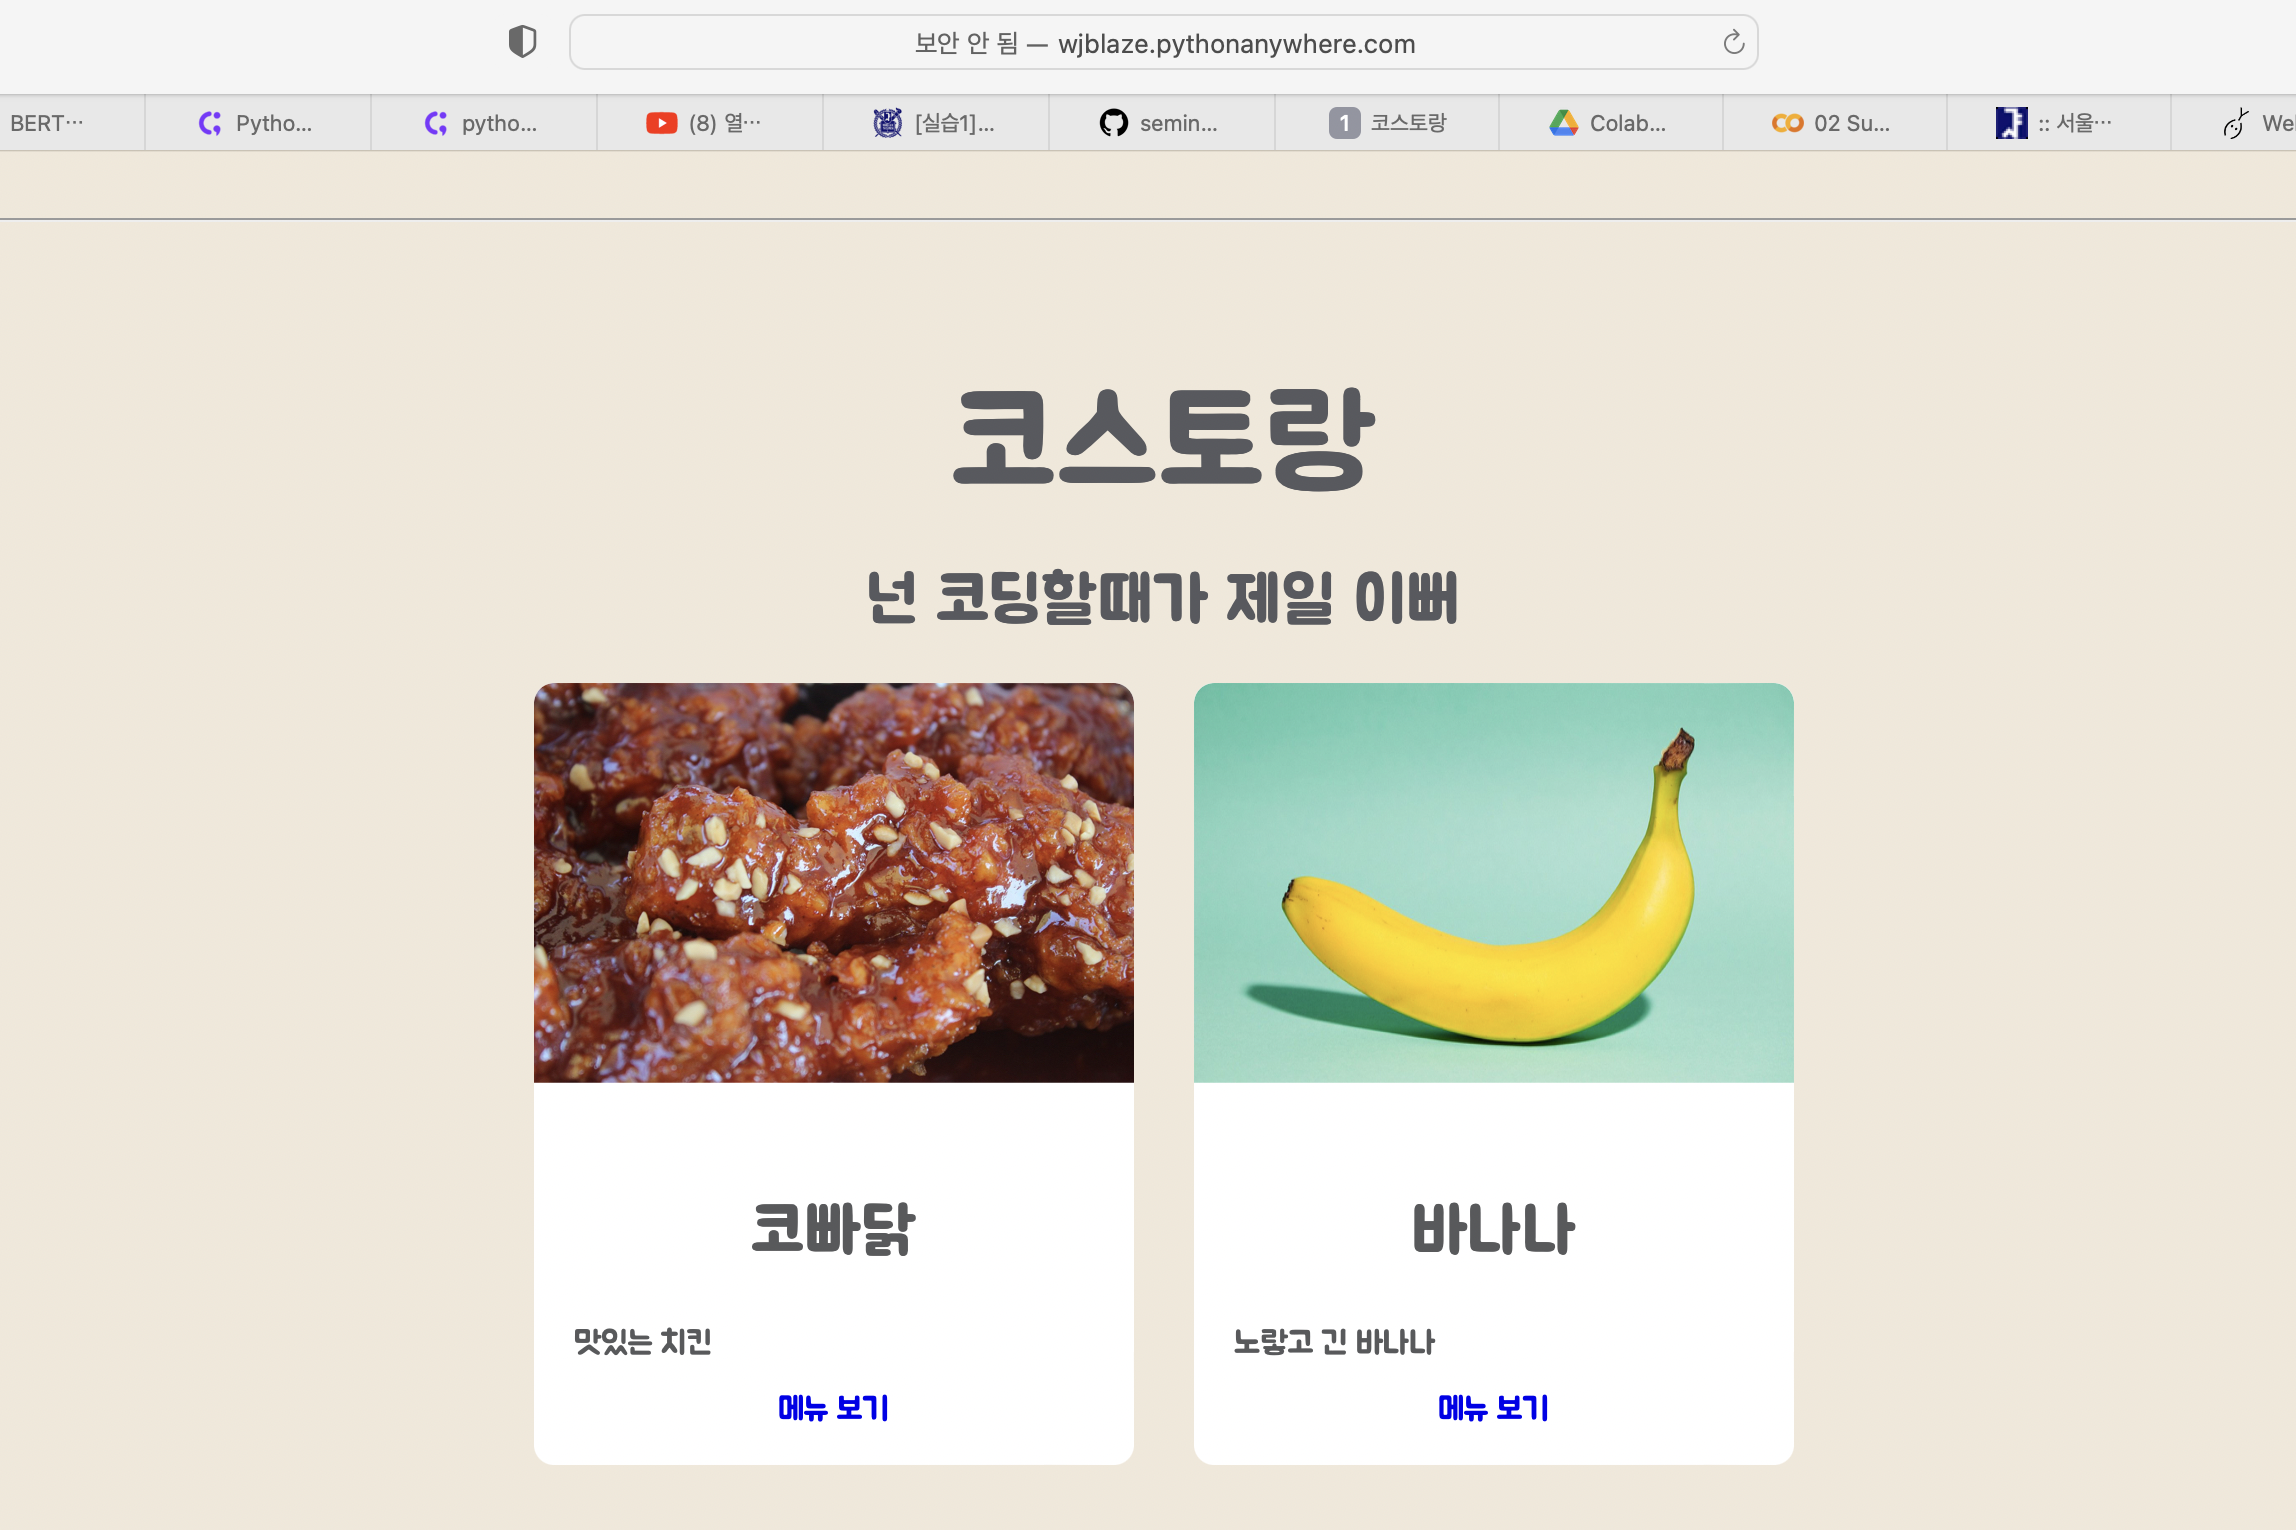 보안 안 됨 — wjblaze.pythonanywhere.com
BERT… Pytho... pytho... (8) 열… [실습1]... semin... 1 코스토랑 Colab... 02 Su... :: 서울… We
코스토랑
넌 코딩할때가 제일 이뻐
코빠닭 바나나
맛있는 치킨 노랗고 긴 바나나
메뉴 보기 메뉴 보기